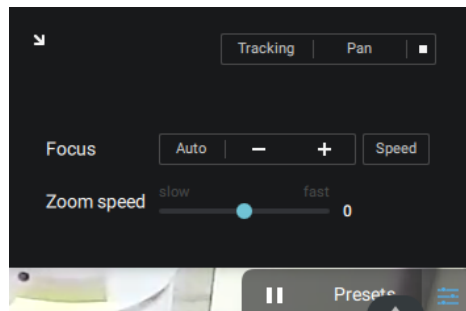 Tracking Pan
Focus Auto − + Speed
slow fast
Zoom speed 0
Presets